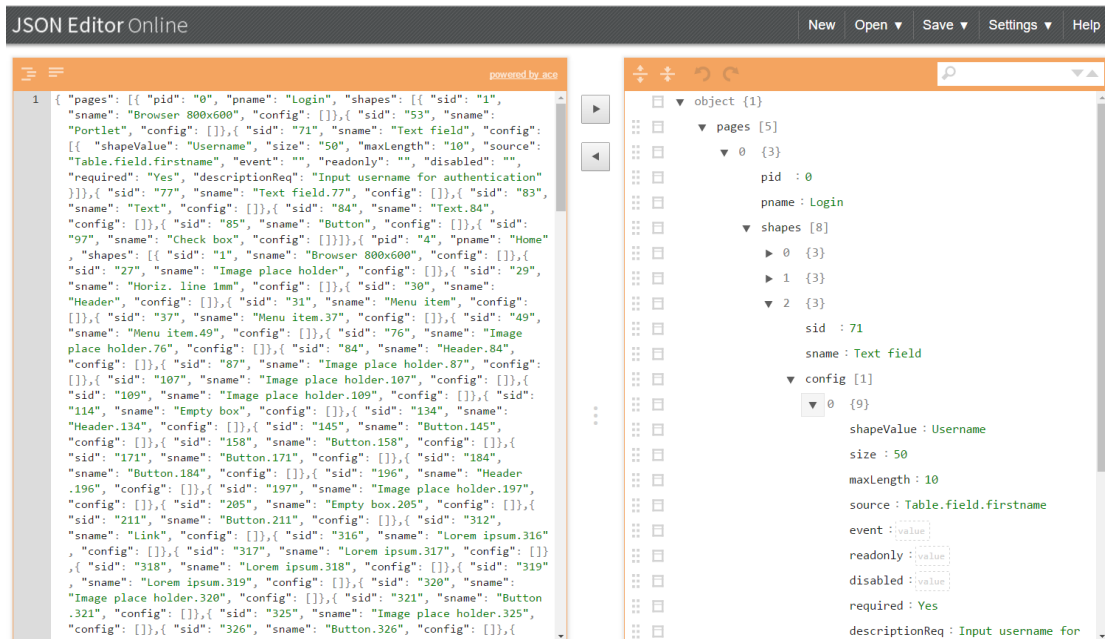 JSON Editor Online
New Open ▼ Save ▼ Settings ▼ Help
powered by ace
1 { "pages": [{ "pid": "0", "pname": "Login", "shapes": [{ "sid": "1",
"sname": "Browser 800x600", "config": []},{ "sid": "53", "sname":
"Portlet", "config": []},{ "sid": "71", "sname": "Text field", "config":
[{  "shapeValue": "Username", "size": "50", "maxLength": "10", "source":
"Table.field.firstname", "event": "", "readonly": "", "disabled": "",
"required": "Yes", "descriptionReq": "Input username for authentication"
}]},{ "sid": "77", "sname": "Text field.77", "config": []},{ "sid": "83",
"sname": "Text", "config": []},{ "sid": "84", "sname": "Text.84",
"config": []},{ "sid": "85", "sname": "Button", "config": []},{ "sid":
"97", "sname": "Check box", "config": []}]},{ "pid": "4", "pname": "Home"
, "shapes": [{ "sid": "1", "sname": "Browser 800x600", "config": []},{
"sid": "27", "sname": "Image place holder", "config": []},{ "sid": "29",
"sname": "Horiz. line 1mm", "config": []},{ "sid": "30", "sname":
"Header", "config": []},{ "sid": "31", "sname": "Menu item", "config":
[]},{ "sid": "37", "sname": "Menu item.37", "config": []},{ "sid": "49",
"sname": "Menu item.49", "config": []},{ "sid": "76", "sname": "Image
place holder.76", "config": []},{ "sid": "84", "sname": "Header.84",
"config": []},{ "sid": "87", "sname": "Image place holder.87", "config":
[]},{ "sid": "107", "sname": "Image place holder.107", "config": []},{
"sid": "109", "sname": "Image place holder.109", "config": []},{ "sid":
"114", "sname": "Empty box", "config": []},{ "sid": "134", "sname":
"Header.134", "config": []},{ "sid": "145", "sname": "Button.145",
"config": []},{ "sid": "158", "sname": "Button.158", "config": []},{
"sid": "171", "sname": "Button.171", "config": []},{ "sid": "184",
"sname": "Button.184", "config": []},{ "sid": "196", "sname": "Header
.196", "config": []},{ "sid": "197", "sname": "Image place holder.197",
"config": []},{ "sid": "205", "sname": "Empty box.205", "config": []},{
"sid": "211", "sname": "Button.211", "config": []},{ "sid": "312",
"sname": "Link", "config": []},{ "sid": "316", "sname": "Lorem ipsum.316"
, "config": []},{ "sid": "317", "sname": "Lorem ipsum.317", "config": []}
,{ "sid": "318", "sname": "Lorem ipsum.318", "config": []},{ "sid": "319"
, "sname": "Lorem ipsum.319", "config": []},{ "sid": "320", "sname":
"Image place holder.320", "config": []},{ "sid": "321", "sname": "Button
.321", "config": []},{ "sid": "325", "sname": "Image place holder.325",
"config": []},{ "sid": "326", "sname": "Button.326", "config": []},{
▼ object {1}
▼ pages [5]
▼ 0 {3}
pid : 0
pname : Login
▼ shapes [8]
► 0 {3}
► 1 {3}
▼ 2 {3}
sid : 71
sname : Text field
▼ config [1]
▼ 0 {9}
shapeValue : Username
size : 50
maxLength : 10
source : Table.field.firstname
event : value
readonly : value
disabled : value
required : Yes
descriptionReq : Input username for